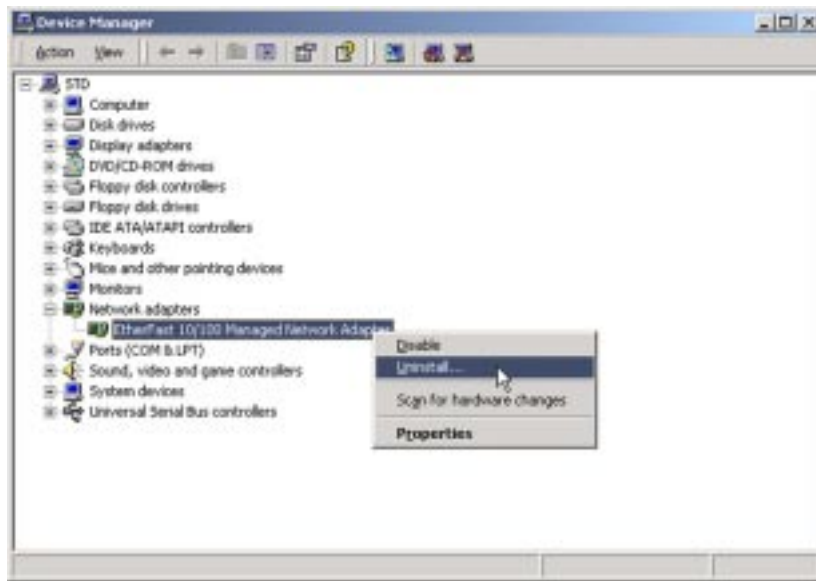 Device Manager
Action View
STD
Computer
Disk drives
Display adapters
DVD/CD-ROM drives
Floppy disk controllers
Floppy disk drives
IDE ATA/ATAPI controllers
Keyboards
Mice and other pointing devices
Monitors
Network adapters
EtherFast 10/100 Managed Network Adapter
Ports (COM & LPT)
Sound, video and game controllers
System devices
Universal Serial Bus controllers
Disable
Uninstall...
Scan for hardware changes
Properties